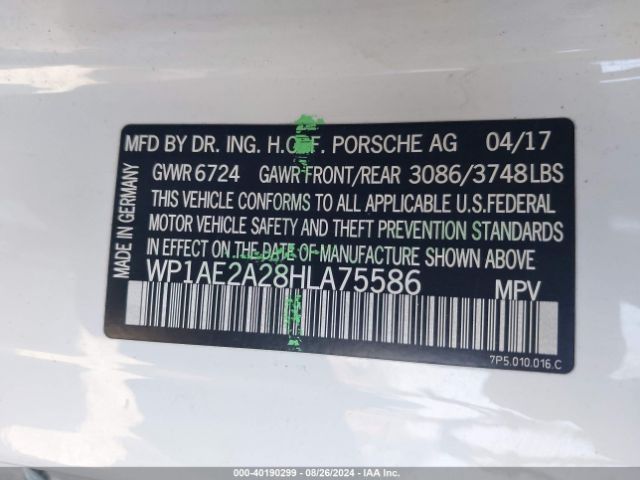 MFD BY DR. ING. H.C.F. PORSCHE AG 04/17
GVWR 6724 GAWR FRONT/REAR 3086/3748LBS
THIS VEHICLE CONFORMS TO ALL APPLICABLE U.S.FEDERAL
MOTOR VEHICLE SAFETY AND THEFT PREVENTION STANDARDS
IN EFFECT ON THE DATE OF MANUFACTURE SHOWN ABOVE
WP1AE2A28HLA75586 MPV
7P5.010.016.C
MADE IN GERMANY
000-40190299 | 08/26/2024 | IAA Inc.